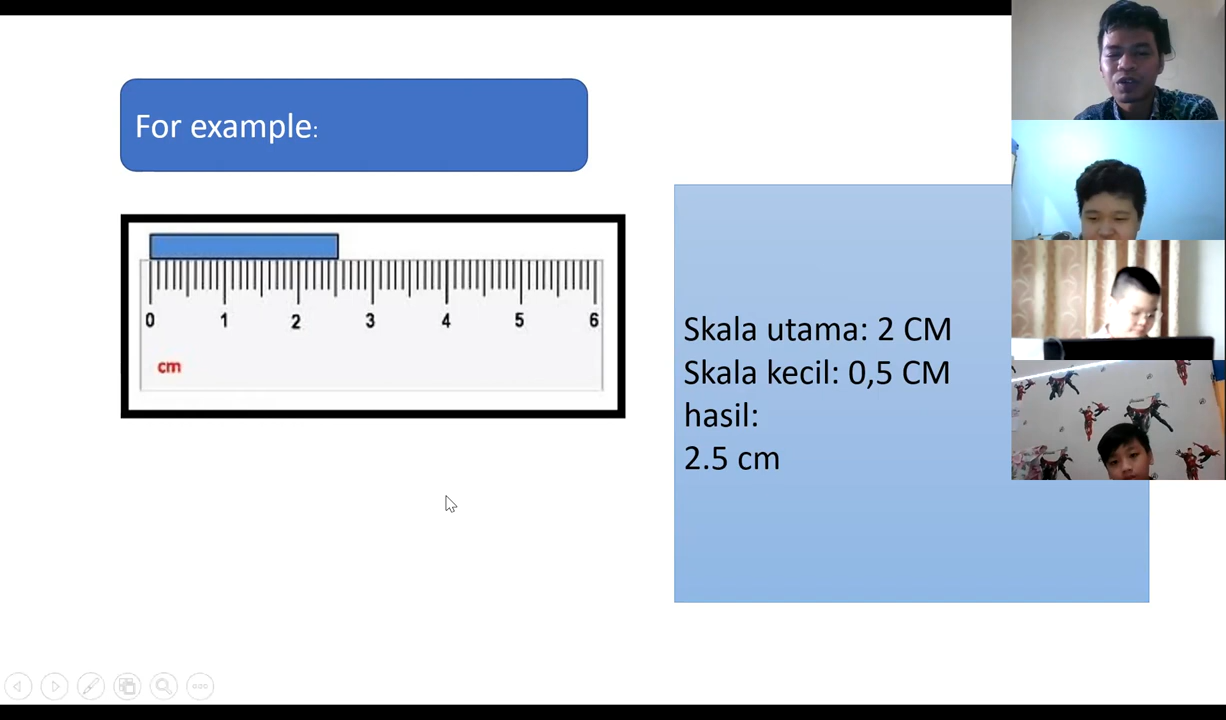 For example:
0 1 2 3 4 5 6
cm
Skala utama: 2 CM
Skala kecil: 0,5 CM
hasil:
2.5 cm